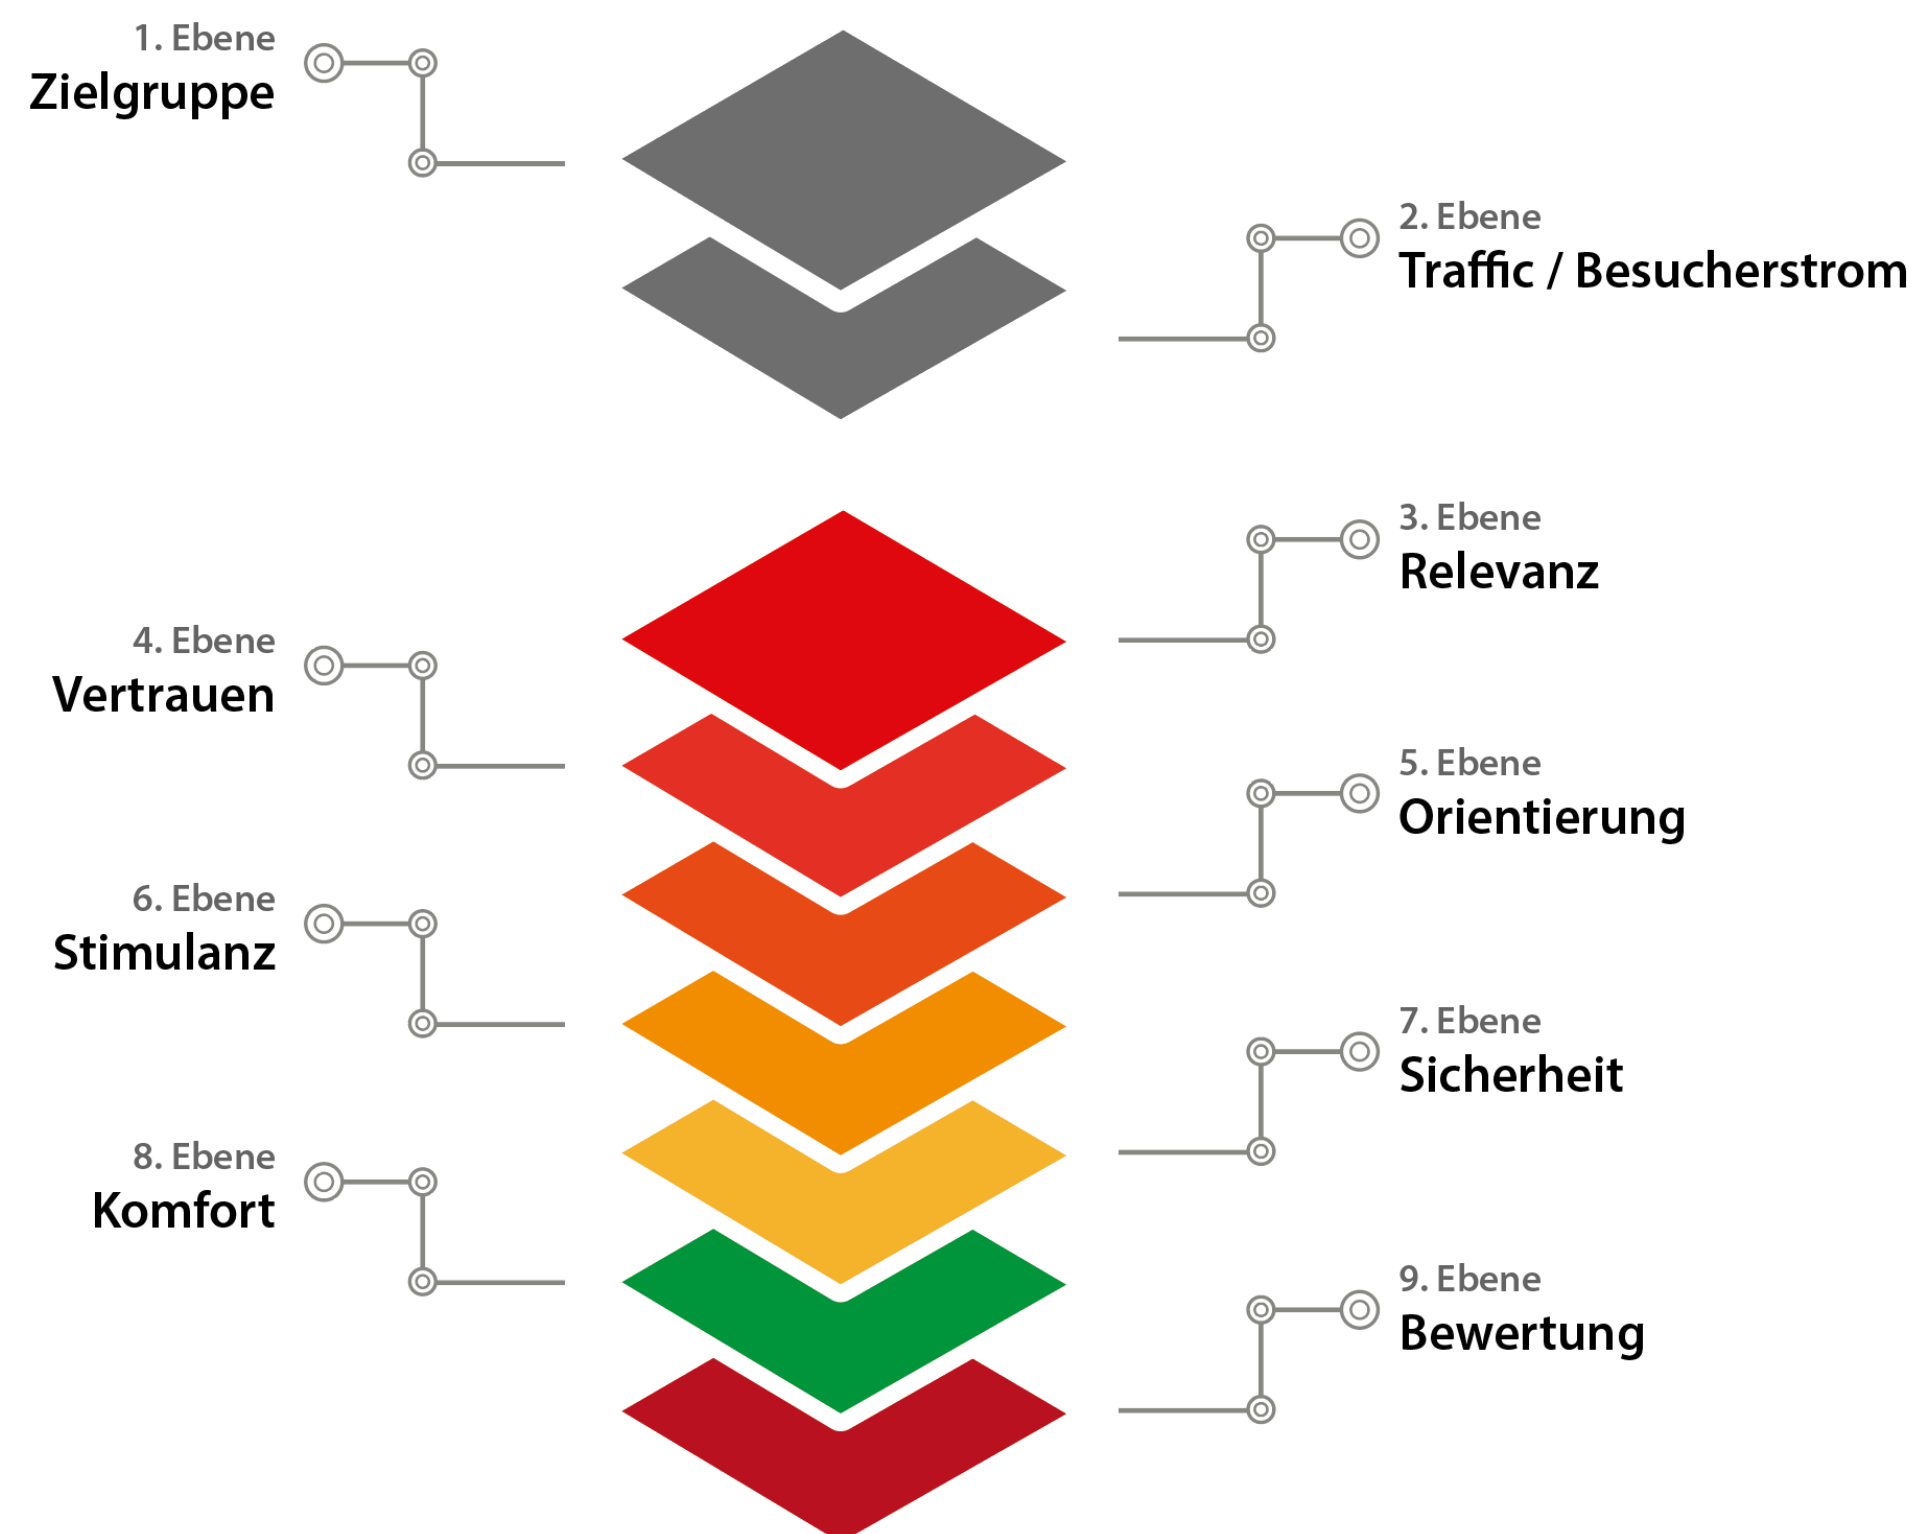 1. Ebene
Zielgruppe
2. Ebene
Traffic / Besucherstrom
3. Ebene
Relevanz
4. Ebene
Vertrauen
5. Ebene
Orientierung
6. Ebene
Stimulanz
7. Ebene
Sicherheit
8. Ebene
Komfort
9. Ebene
Bewertung